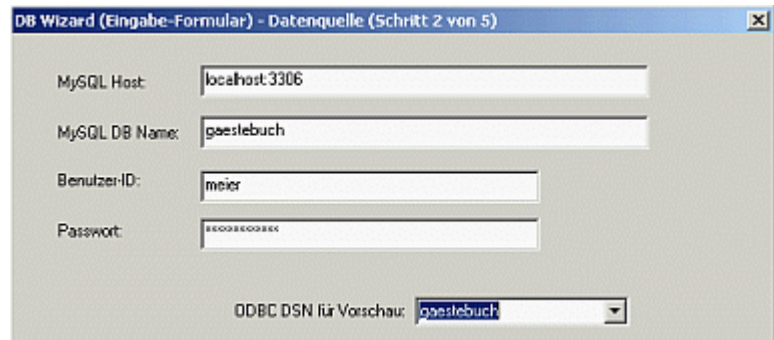 DB Wizard (Eingabe-Formular) - Datenquelle (Schritt 2 von 5)
MySQL Host: localhost:3306
MySQL DB Name: gaestebuch
Benutzer-ID: meier
Passwort: ***********
ODBC DSN für Vorschau: gaestebuch